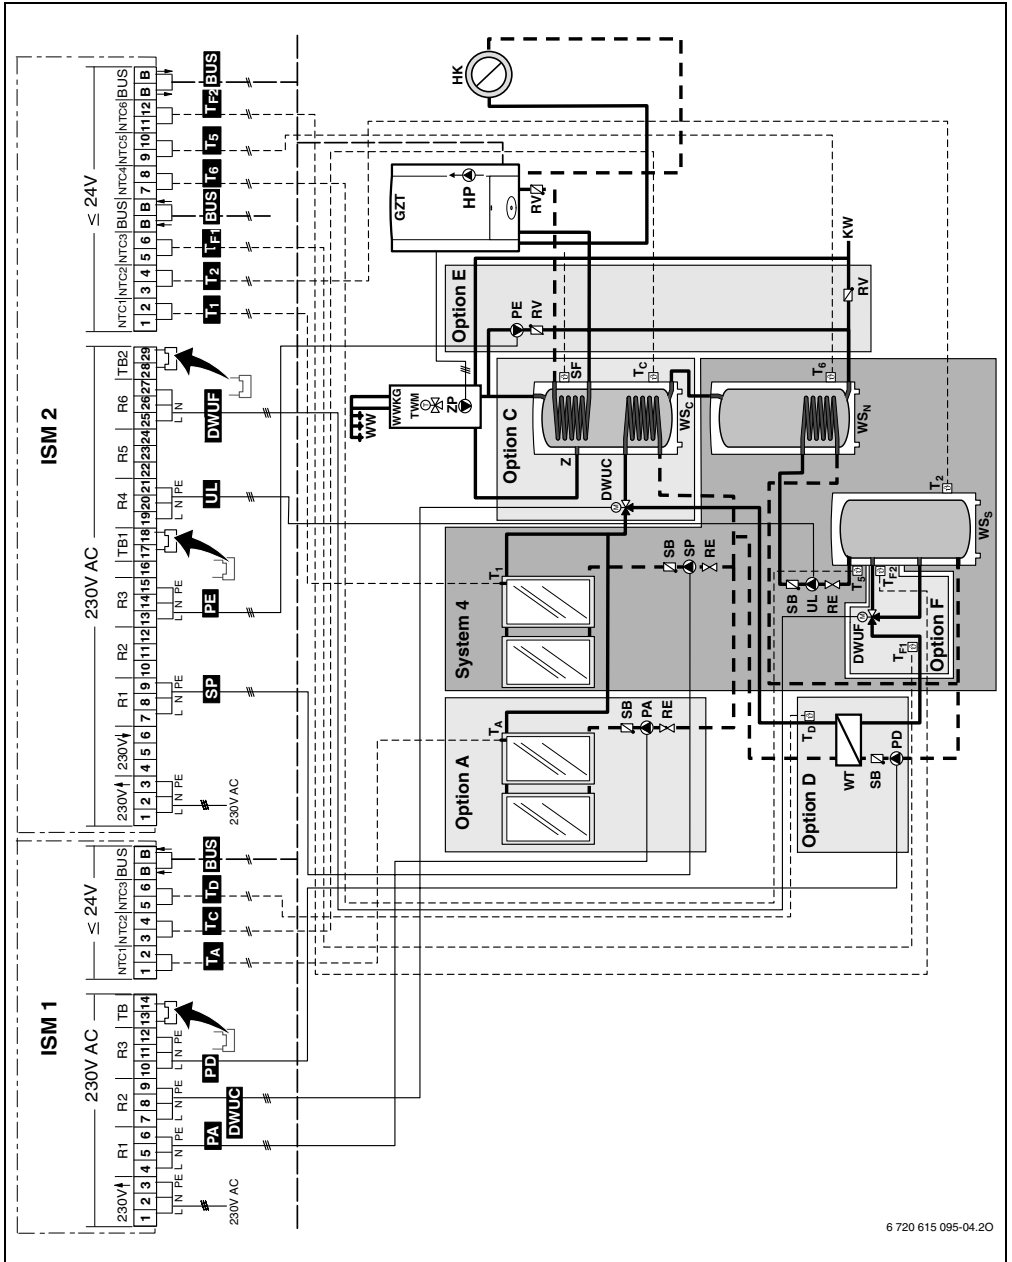 ISM 1
230V AC
230V
R1
R2
R3
TB
1 2 3 4 5 6 7 8 9 10 11 12 13 14
L N PE L N PE L N PE L N PE
230V AC
PA
DWUC
PD
≤ 24V
NTC1 NTC2 NTC3 BUS
1 2 3 4 5 6 B B
TA
TC
TD
BUS
ISM 2
230V AC
230V 230V R1 R2 R3 TB1 R4 R5 R6 TB2
1 2 3 4 5 6 7 8 9 10 11 12 13 14 15 16 17 18 19 20 21 22 23 24 25 26 27 28 29
L N PE L N PE L N PE L N PE L N
230V AC
SP
PE
UL
DWUF
≤ 24V
NTC1 NTC2 NTC3 BUS NTC4 NTC5 NTC6 BUS
1 2 3 4 5 6 B B 7 8 9 10 11 12 B B
T1
T2
TF1
BUS
T6
T5
TF2
BUS
HK
GZT
HP
RV
KW
Option E
PE
RV
RV
WWKG
TWM
ZP
WW
Option C
SF
TC
WSC
Z
DWUC
M
T6
WSN
System 4
T1
SB
SP
RE
T2
WSS
SB
UL
RE
T5
TF2
DWUF
M
TF1
Option F
Option A
TA
SB
PA
RE
Option D
TD
WT
SB
PD
6 720 615 095-04.2O